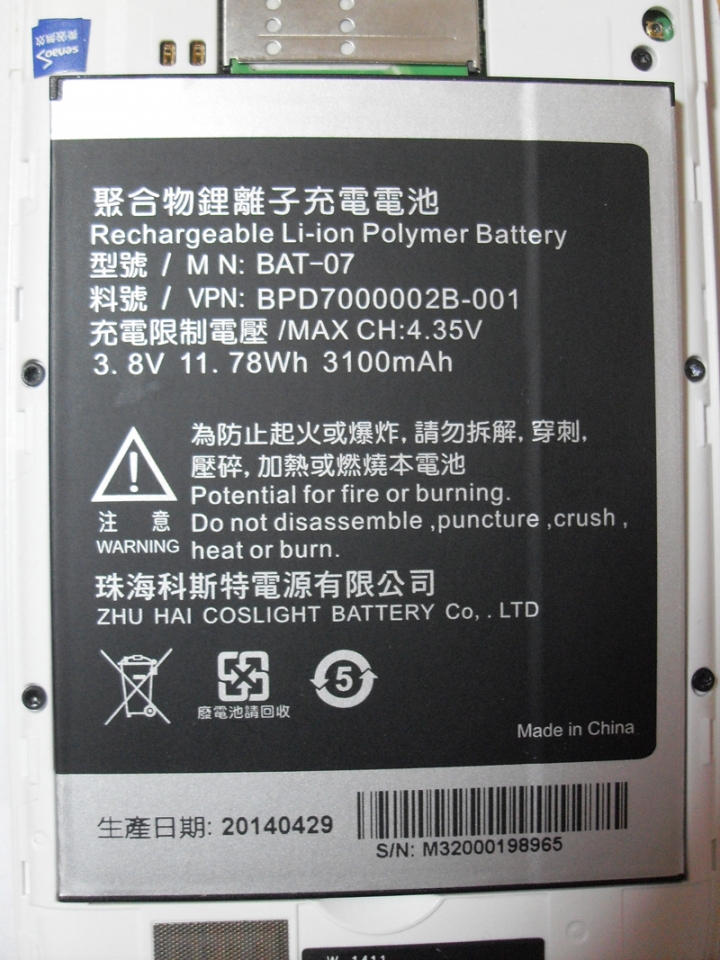 senao
聚合物鋰離子充電電池
Rechargeable Li-ion Polymer Battery
型號 / M N: BAT-07
料號 / VPN: BPD7000002B-001
充電限制電壓 /MAX CH:4.35V
3. 8V 11. 78Wh 3100mAh
為防止起火或爆炸, 請勿拆解, 穿刺,
壓碎, 加熱或燃燒本電池
Potential for fire or burning.
注 意 Do not disassemble ,puncture ,crush ,
WARNING heat or burn.
珠海科斯特電源有限公司
ZHU HAI COSLIGHT BATTERY Co, . LTD
5
廢電池請回收
Made in China
生產日期: 20140429
S/N: M32000198965